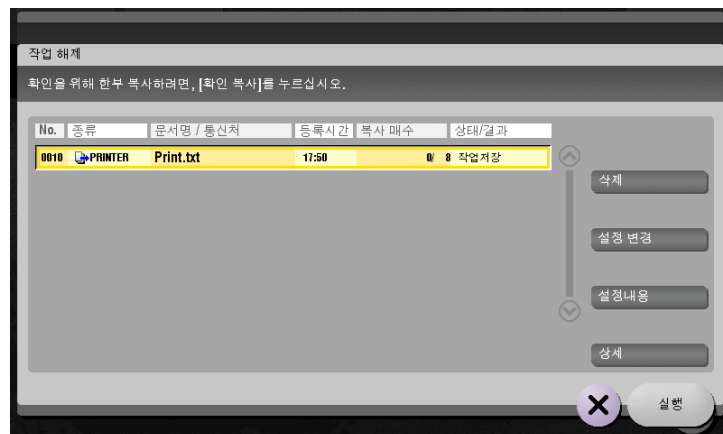 작업 해제
확인을 위해 한부 복사하려면, [확인 복사]를 누르십시오.
No. 종류 문서명 / 통신처 등록시간 복사 매수 상태/결과
0010 PRINTER Print.txt 17:50 0/ 8 작업저장
삭제
설정 변경
설정내용
상세
실행